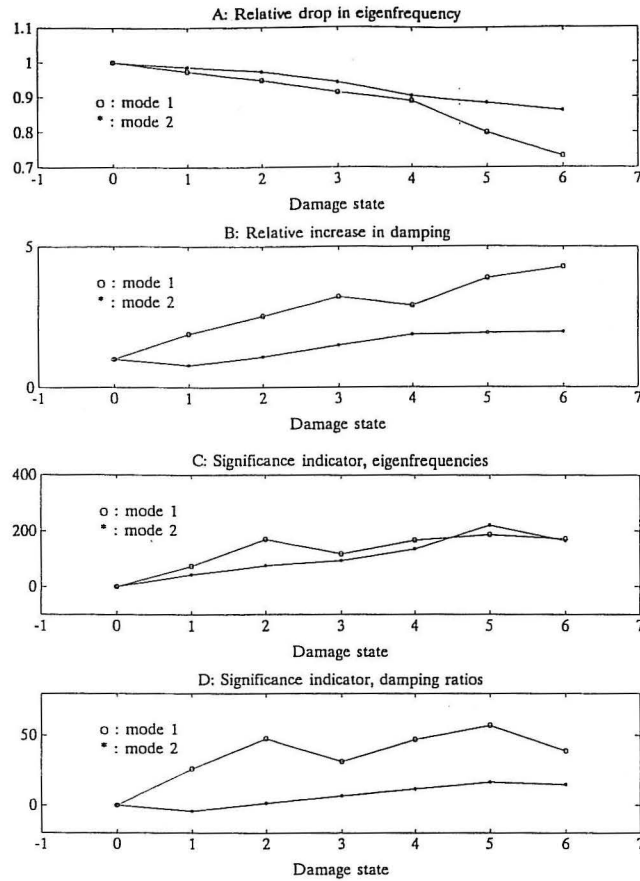 A: Relative drop in eigenfrequency
1.1
1
0.9
0.8
0.7
o : mode 1
* : mode 2
-1 0 1 2 3 4 5 6 7
Damage state
B: Relative increase in damping
5
0
o : mode 1
* : mode 2
-1 0 1 2 3 4 5 6 7
Damage state
C: Significance indicator, eigenfrequencies
400
200
0
o : mode 1
* : mode 2
-1 0 1 2 3 4 5 6 7
Damage state
D: Significance indicator, damping ratios
50
0
o : mode 1
* : mode 2
-1 0 1 2 3 4 5 6 7
Damage state